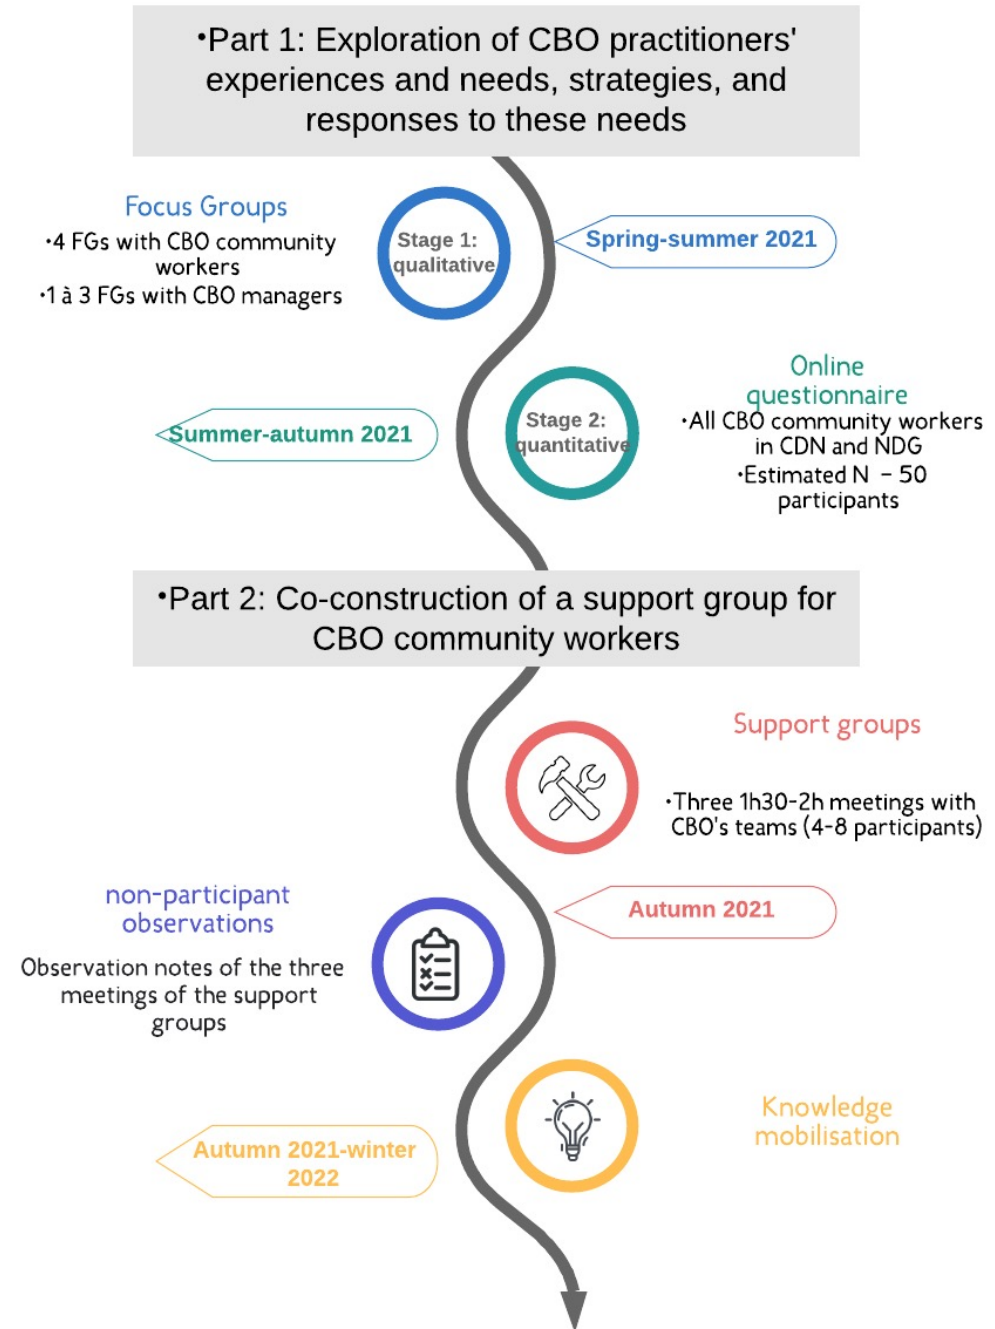 •Part 1: Exploration of CBO practitioners'
experiences and needs, strategies, and
responses to these needs
Focus Groups
•4 FGs with CBO community
workers
•1 à 3 FGs with CBO managers
Stage 1:
qualitative
Spring-summer 2021
Online
questionnaire
•All CBO community workers
in CDN and NDG
•Estimated N – 50
participants
Stage 2:
quantitative
Summer-autumn 2021
•Part 2: Co-construction of a support group for
CBO community workers
Support groups
•Three 1h30-2h meetings with
CBO's teams (4-8 participants)
Autumn 2021
non-participant
observations
Observation notes of the three
meetings of the support
groups
Knowledge
mobilisation
Autumn 2021-winter
2022